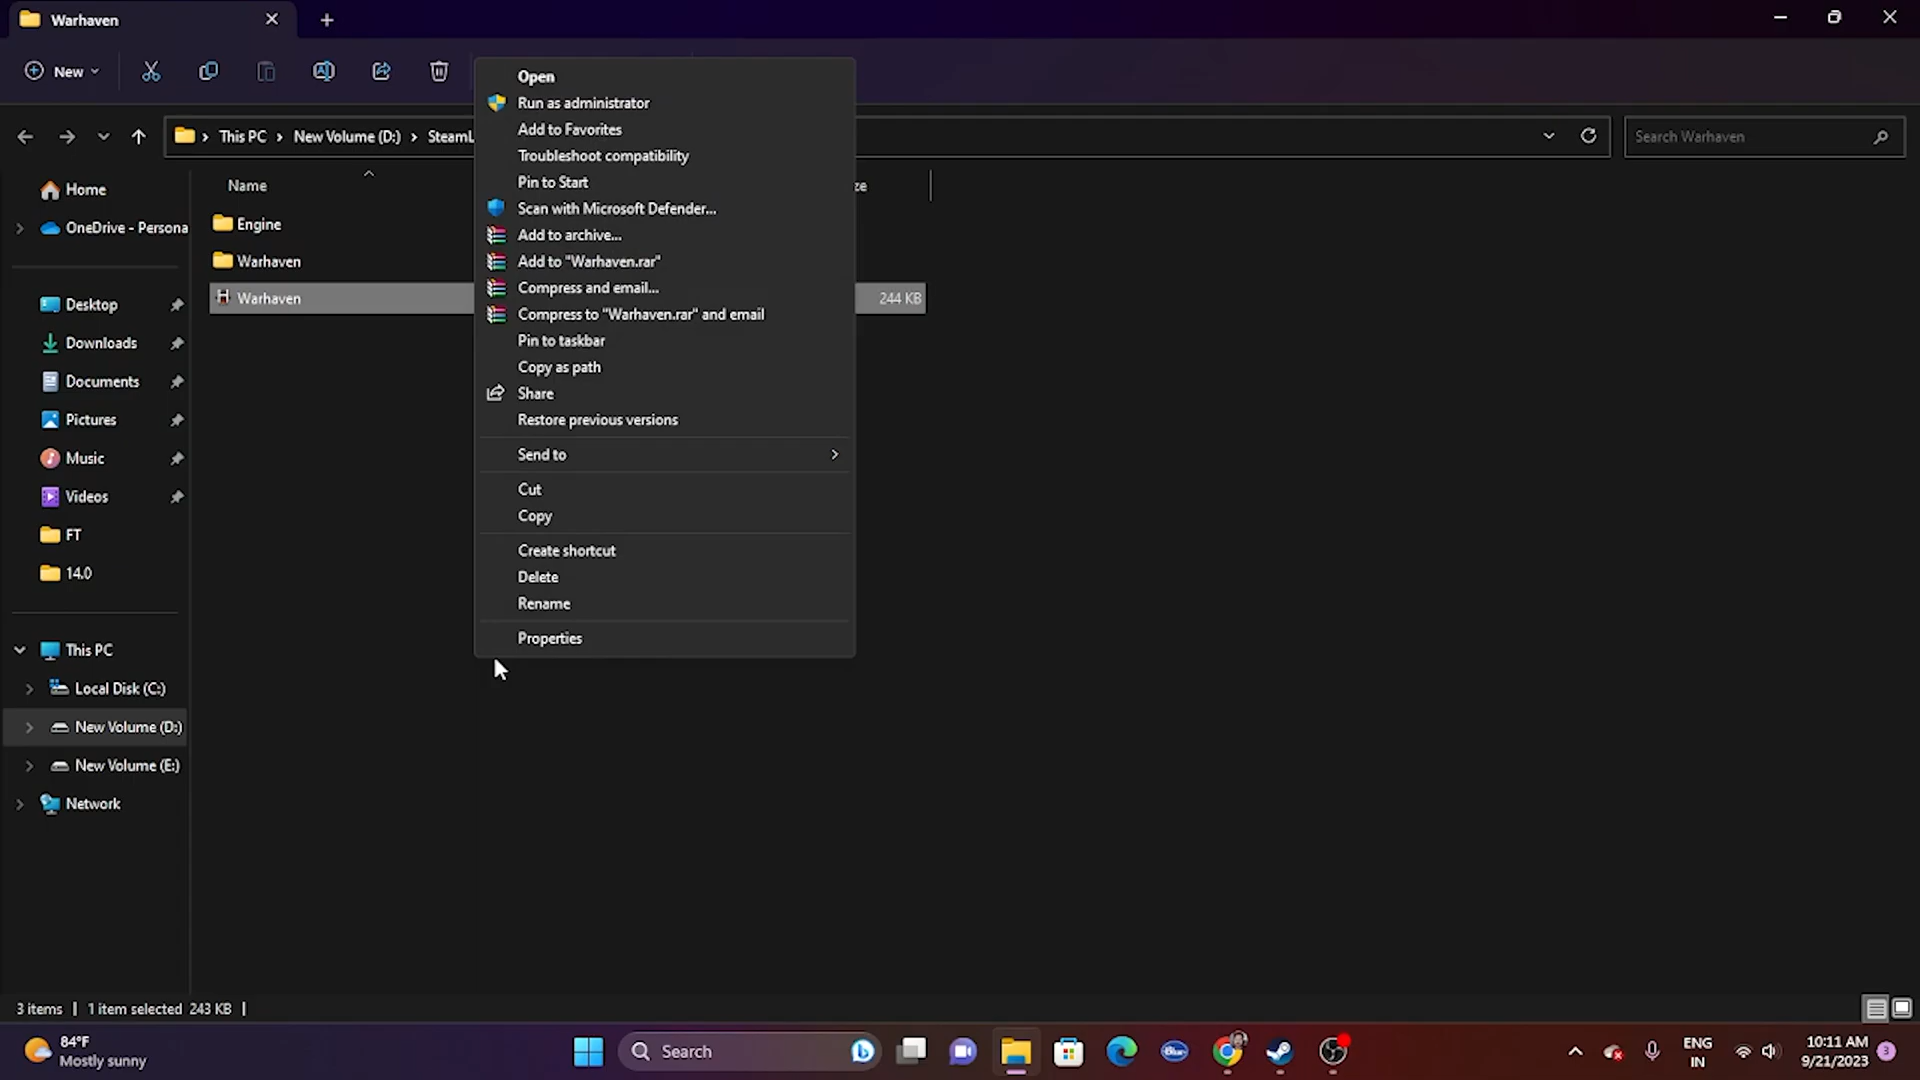 Warhaven
New
This PC
New Volume (D:)
SteamL
Search Warhaven
Home
OneDrive - Persona
Desktop
Downloads
Documents
Pictures
Music
Videos
FT
14.0
This PC
Local Disk (C:)
New Volume (D:)
New Volume (E:)
Network
Name
ze
Engine
Warhaven
Warhaven
244 KB
Open
Run as administrator
Add to Favorites
Troubleshoot compatibility
Pin to Start
Scan with Microsoft Defender...
Add to archive...
Add to "Warhaven.rar"
Compress and email...
Compress to "Warhaven.rar" and email
Pin to taskbar
Copy as path
Share
Restore previous versions
Send to
Cut
Copy
Create shortcut
Delete
Rename
Properties
3 items | 1 item selected 243 KB |
84°F
Mostly sunny
Search
Blue
ENG
IN
10:11 AM
9/21/2023
3